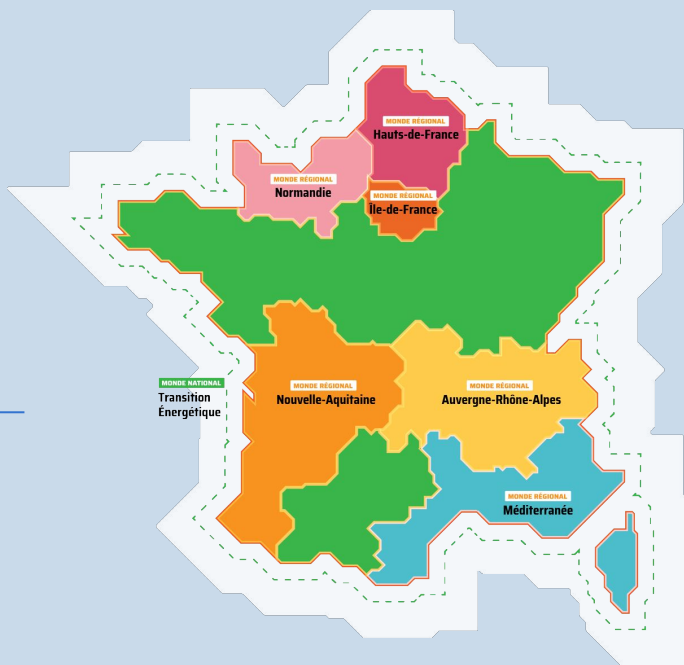 MONDE RÉGIONAL
Hauts-de-France
MONDE RÉGIONAL
Normandie
MONDE RÉGIONAL
Île-de-France
MONDE NATIONAL
Transition
Énergétique
MONDE RÉGIONAL
Nouvelle-Aquitaine
MONDE RÉGIONAL
Auvergne-Rhône-Alpes
MONDE RÉGIONAL
Méditerranée